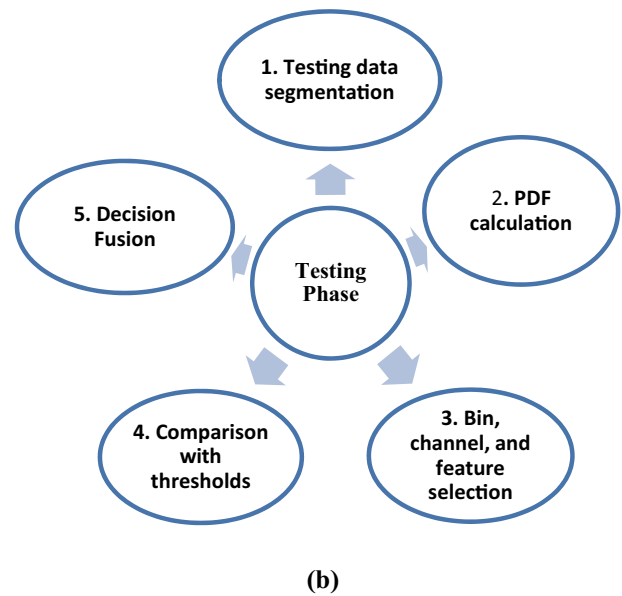 1. Testing data
segmentation
2. PDF
calculation
3. Bin,
channel, and
feature
selection
4. Comparison
with
thresholds
5. Decision
Fusion
Testing
Phase
(b)